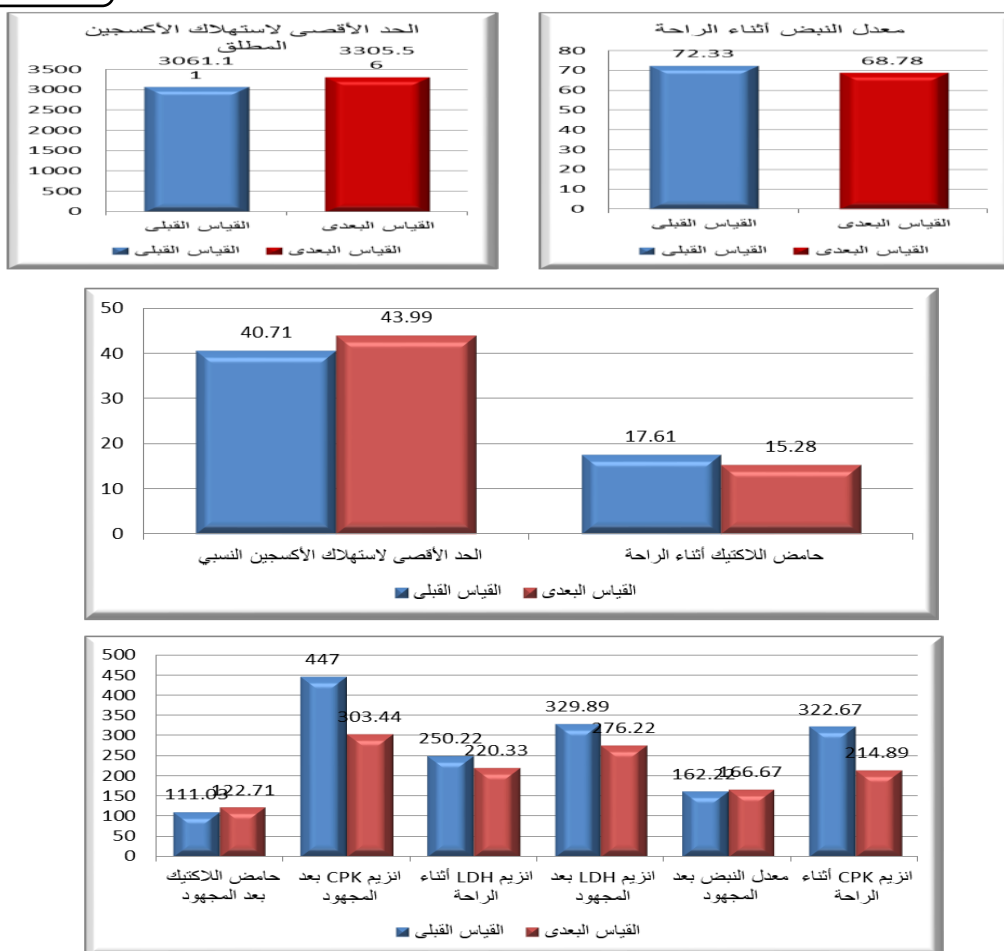 معدل النبض أثناء الراحة
80
70
60
50
40
30
20
10
0
72.33
68.78
القياس القبلى
القياس البعدى
القياس القبلى
القياس البعدى
الحد الأقصى لاستهلاك الأكسجين
المطلق
3500
3000
2500
2000
1500
1000
500
0
3061.1
1
3305.5
6
القياس القبلى
القياس البعدى
القياس القبلى
القياس البعدى
50
40
30
20
10
0
40.71
43.99
17.61
15.28
الحد الأقصى لاستهلاك الأكسجين النسبي
حامض اللاكتيك أثناء الراحة
القياس القبلى
القياس البعدى
500
450
400
350
300
250
200
150
100
50
0
111.03
122.71
447
303.44
250.22
220.33
329.89
276.22
162.22
166.67
322.67
214.89
حامض اللاكتيك
بعد المجهود
انزيم CPK بعد
المجهود
انزيم LDH أثناء
الراحة
انزيم LDH بعد
المجهود
معدل النبض بعد
المجهود
انزيم CPK أثناء
الراحة
القياس القبلى
القياس البعدى